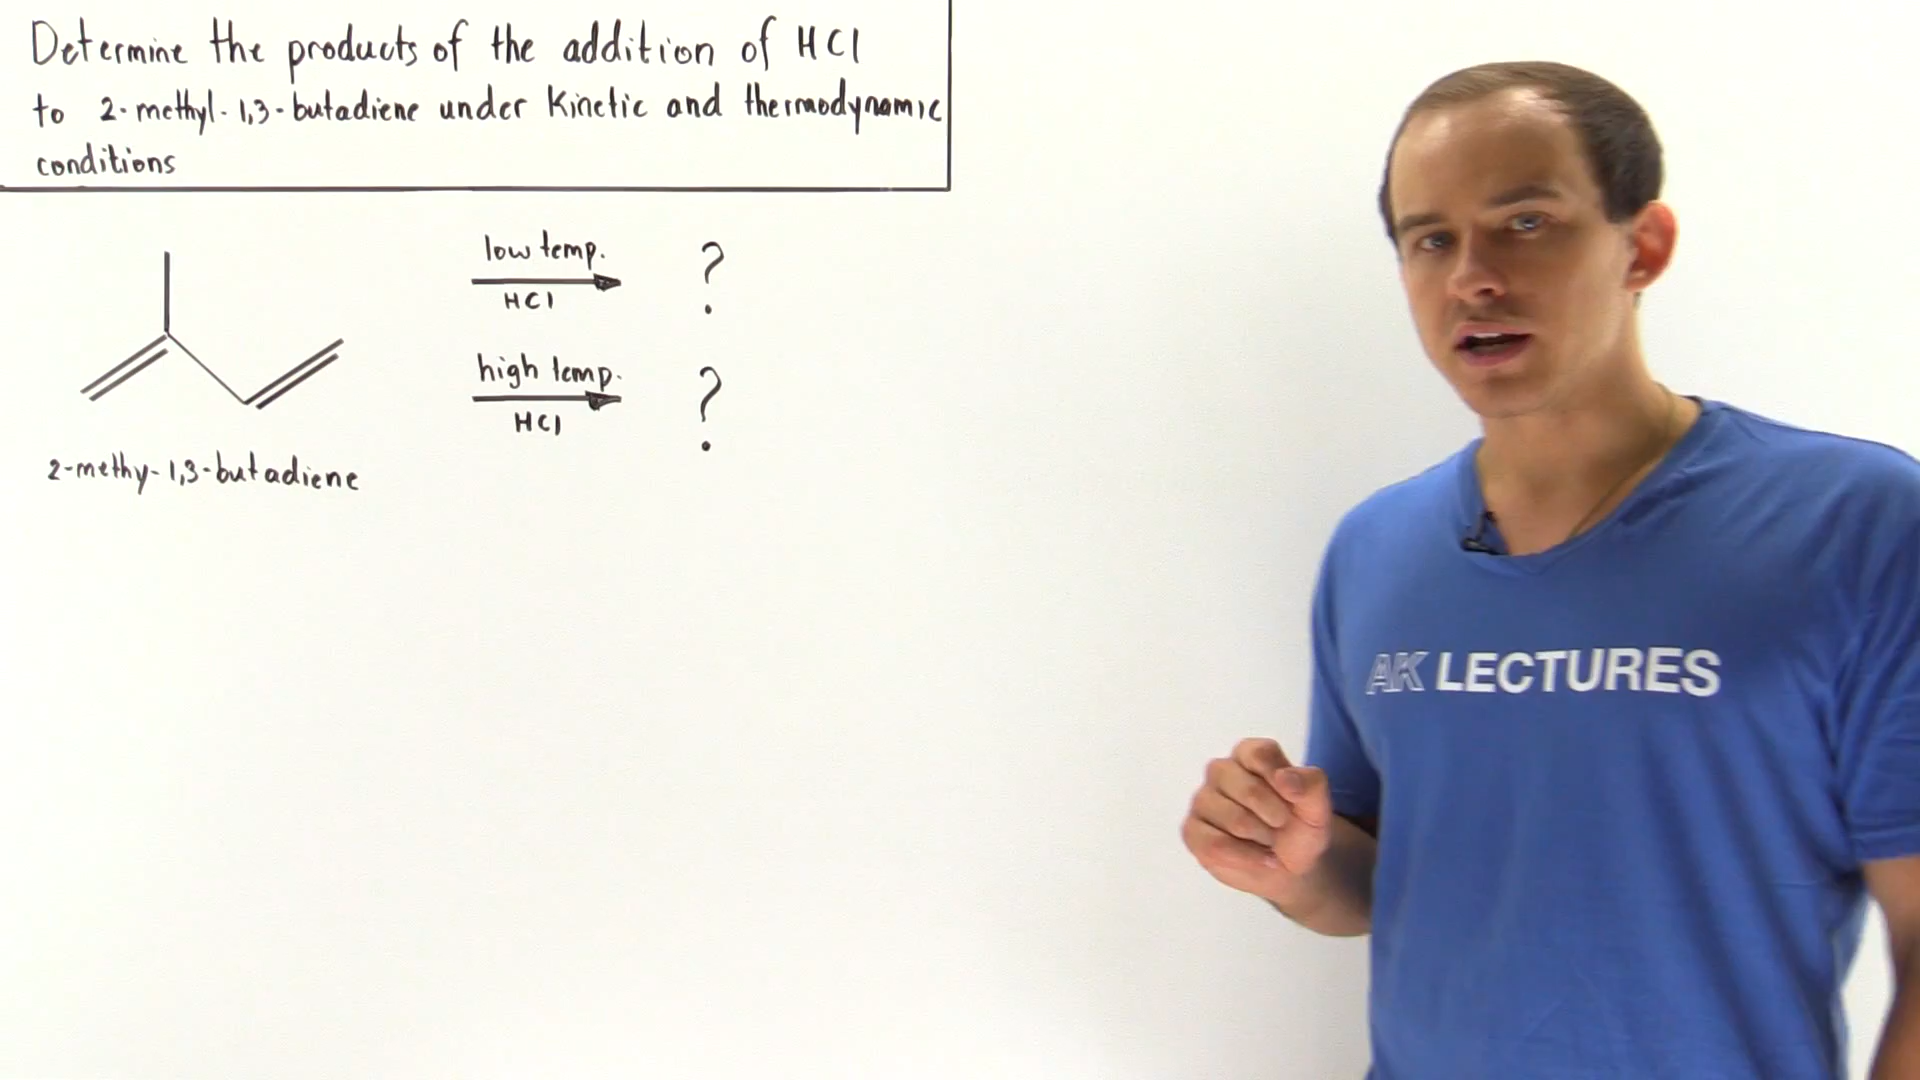 Determine the products of the addition of HCl
to 2-methyl-1,3-butadiene under Kinetic and thermodynamic
conditions
low temp.
HCl
?
high temp.
HCl
?
2-methy-1,3-butadiene
AK LECTURES